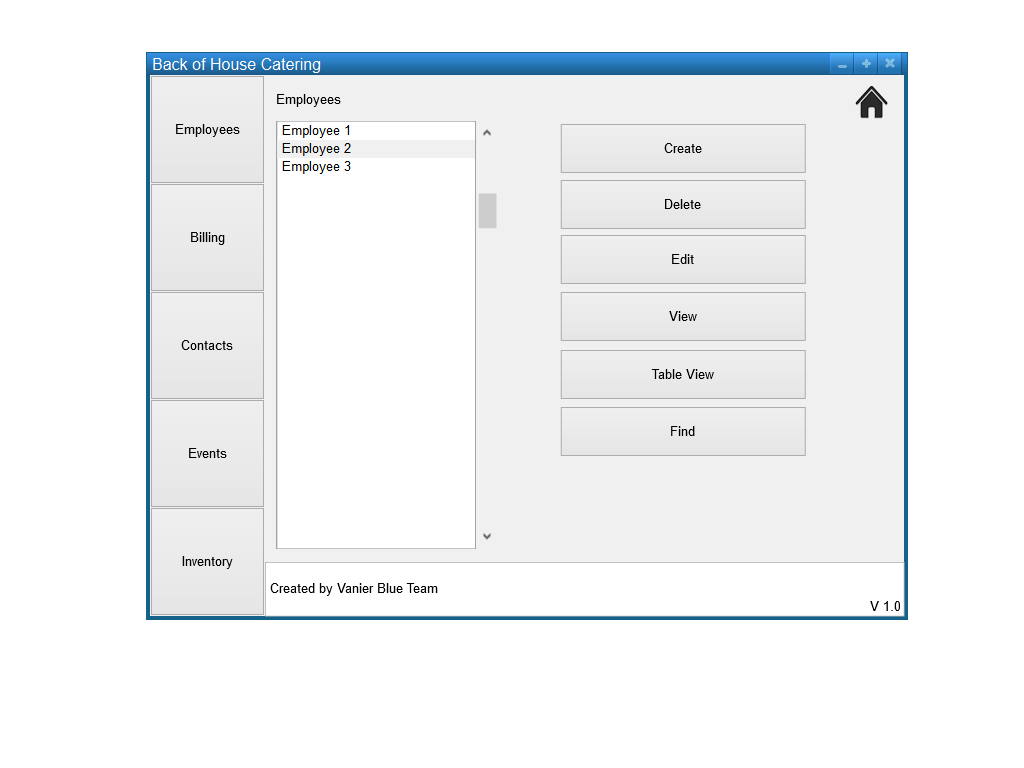 Back of House Catering
Employees
Billing
Contacts
Events
Inventory
Employees
Employee 1
Employee 2
Employee 3
Create
Delete
Edit
View
Table View
Find
Created by Vanier Blue Team
V 1.0